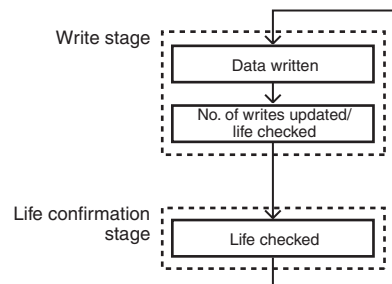 Write stage
Data written
No. of writes updated/
life checked
Life confirmation
stage
Life checked